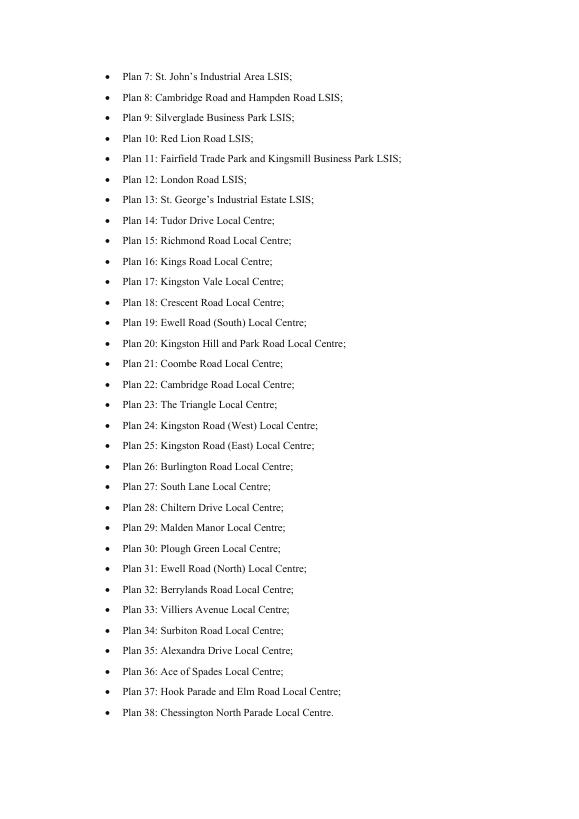 • Plan 7: St. John’s Industrial Area LSIS;
• Plan 8: Cambridge Road and Hampden Road LSIS;
• Plan 9: Silverglade Business Park LSIS;
• Plan 10: Red Lion Road LSIS;
• Plan 11: Fairfield Trade Park and Kingsmill Business Park LSIS;
• Plan 12: London Road LSIS;
• Plan 13: St. George’s Industrial Estate LSIS;
• Plan 14: Tudor Drive Local Centre;
• Plan 15: Richmond Road Local Centre;
• Plan 16: Kings Road Local Centre;
• Plan 17: Kingston Vale Local Centre;
• Plan 18: Crescent Road Local Centre;
• Plan 19: Ewell Road (South) Local Centre;
• Plan 20: Kingston Hill and Park Road Local Centre;
• Plan 21: Coombe Road Local Centre;
• Plan 22: Cambridge Road Local Centre;
• Plan 23: The Triangle Local Centre;
• Plan 24: Kingston Road (West) Local Centre;
• Plan 25: Kingston Road (East) Local Centre;
• Plan 26: Burlington Road Local Centre;
• Plan 27: South Lane Local Centre;
• Plan 28: Chiltern Drive Local Centre;
• Plan 29: Malden Manor Local Centre;
• Plan 30: Plough Green Local Centre;
• Plan 31: Ewell Road (North) Local Centre;
• Plan 32: Berrylands Road Local Centre;
• Plan 33: Villiers Avenue Local Centre;
• Plan 34: Surbiton Road Local Centre;
• Plan 35: Alexandra Drive Local Centre;
• Plan 36: Ace of Spades Local Centre;
• Plan 37: Hook Parade and Elm Road Local Centre;
• Plan 38: Chessington North Parade Local Centre.